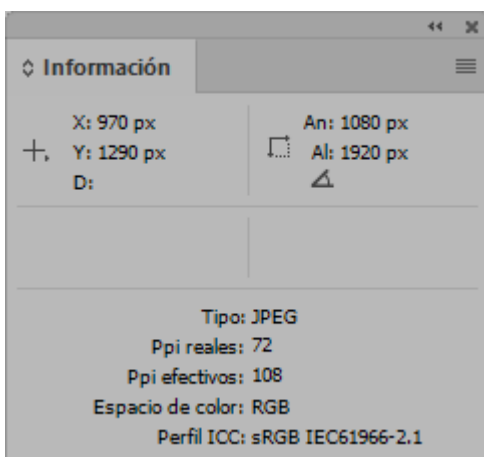 Información
X: 970 px
Y: 1290 px
D:
An: 1080 px
Al: 1920 px
Tipo: JPEG
Ppi reales: 72
Ppi efectivos: 108
Espacio de color: RGB
Perfil ICC: sRGB IEC61966-2.1